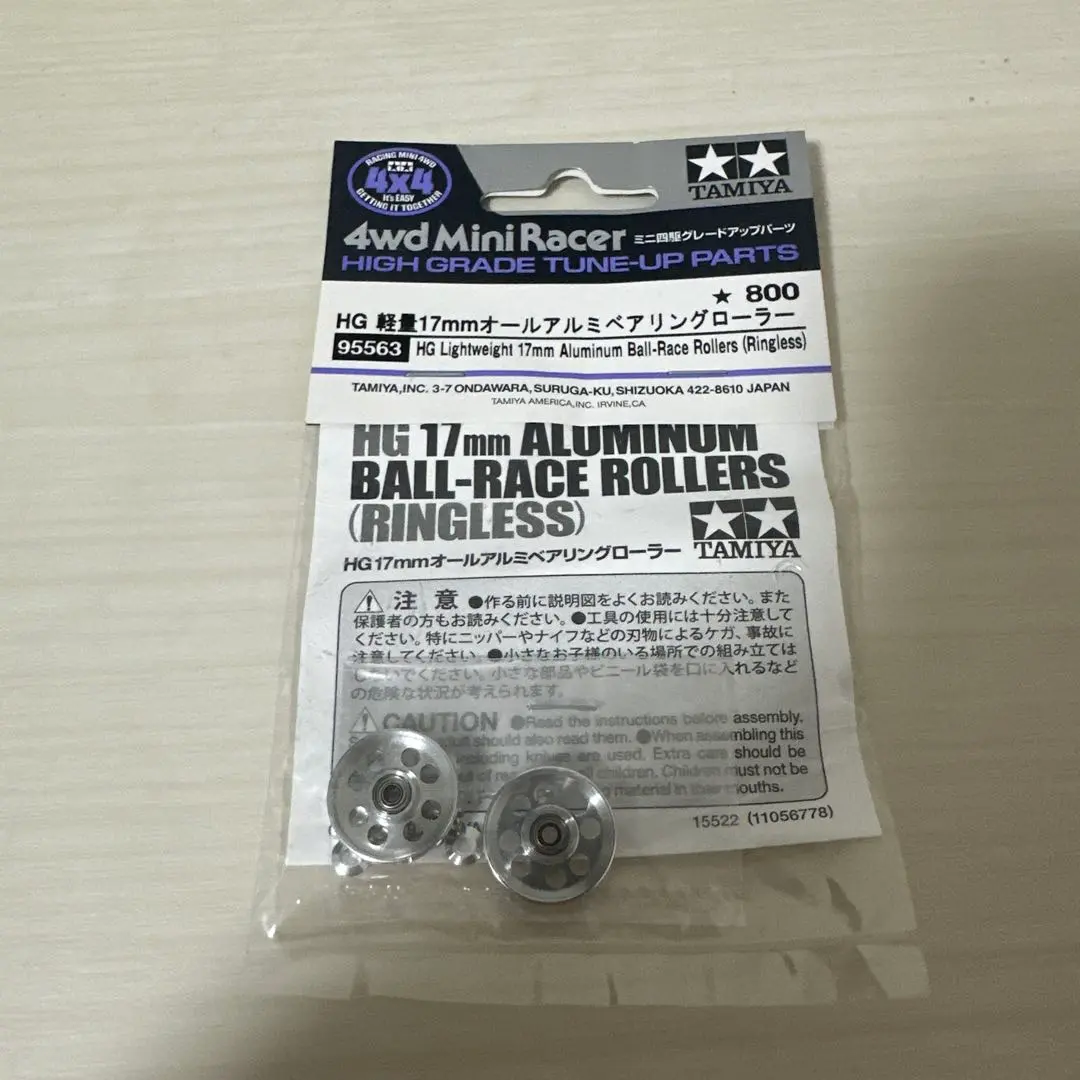 RACING MINI 4WD
4x4
It's EASY
GETTING IT TOGETHER
TAMIYA
4wd Mini Racer ミニ四駆グレードアップパーツ
HIGH GRADE TUNE-UP PARTS
★ 800
HG 軽量17mmオールアルミベアリングローラー
95563 HG Lightweight 17mm Aluminum Ball-Race Rollers (Ringless)
TAMIYA,INC. 3-7 ONDAWARA, SURUGA-KU, SHIZUOKA 422-8610 JAPAN
TAMIYA AMERICA,INC. IRVINE,CA
HG 17mm ALUMINUM
BALL-RACE ROLLERS
(RINGLESS)
TAMIYA
HG17mmオールアルミベアリングローラー
注意 ●作る前に説明図をよくお読みください。また
保護者の方もお読みください。●工具の使用には十分注意して
ください。特にニッパーやナイフなどの刃物によるケガ、事故に
注意してください。●小さなお子様のいる場所での組み立ては
しないでください。小さな部品やビニール袋を口に入れるなど
の危険な状況が考えられます。
CAUTION ●Read the instructions before assembly.
should also read them. ●When assembling this
including knives are used. Extra care should be
children. Children must not be
material in their mouths.
15522 (11056778)